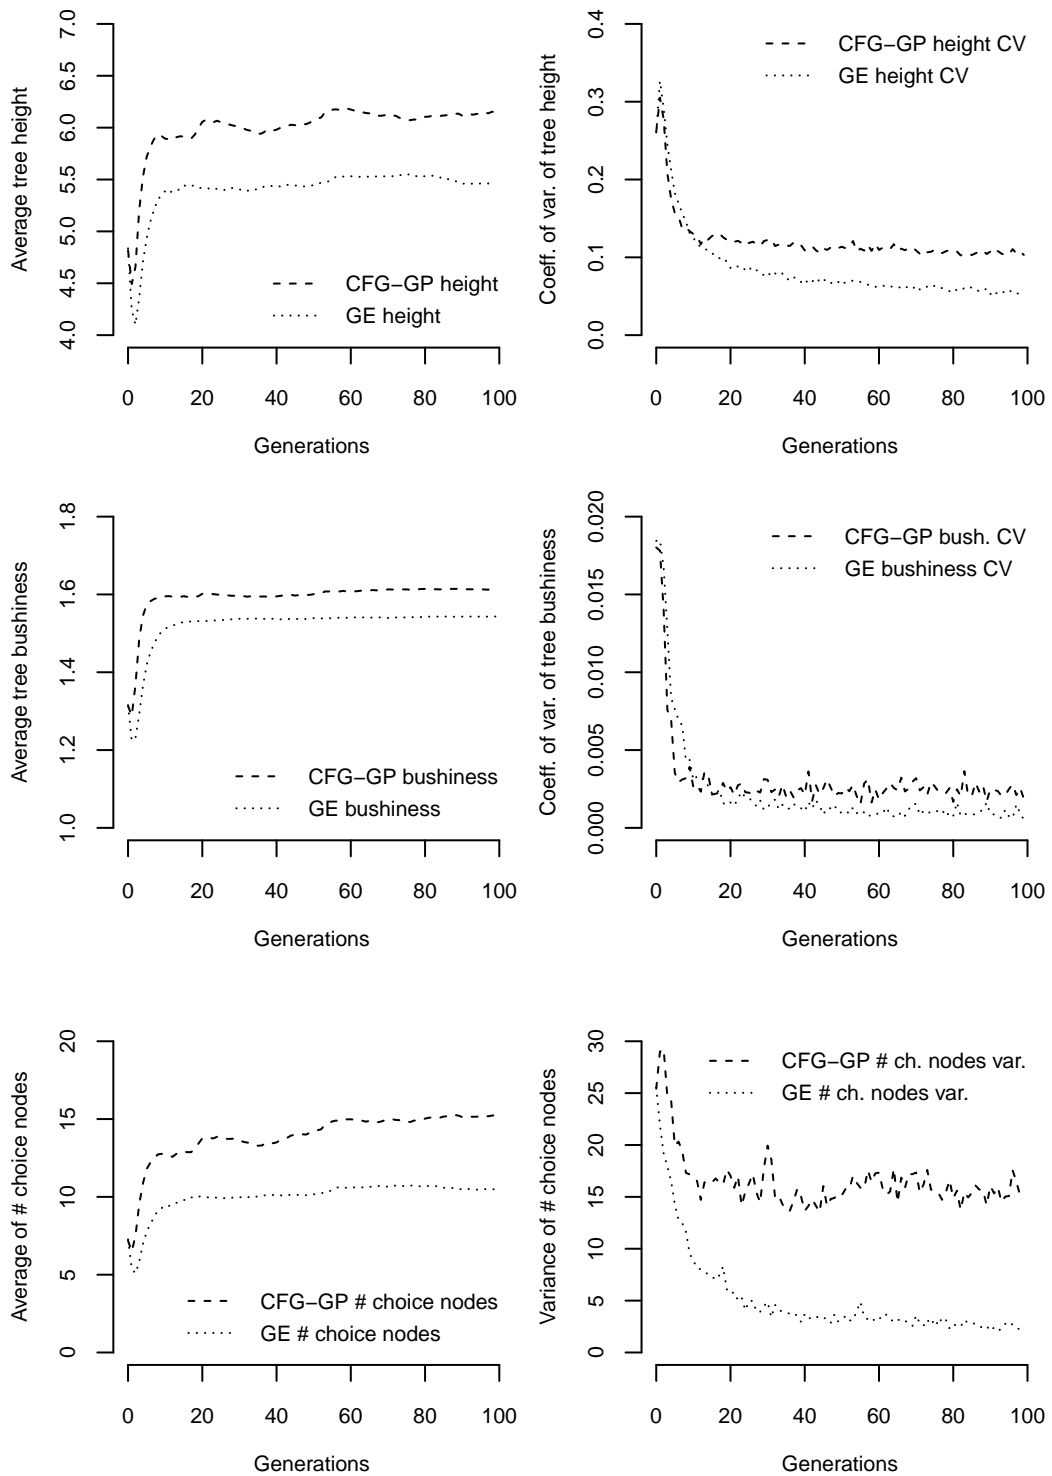 Average tree height
7.0
6.5
6.0
5.5
5.0
4.5
4.0
CFG−GP height
GE height
0 20 40 60 80 100
Generations
Coeff. of var. of tree height
0.4
0.3
0.2
0.1
0.0
CFG−GP height CV
GE height CV
0 20 40 60 80 100
Generations
Average tree bushiness
1.8
1.6
1.4
1.2
1.0
CFG−GP bushiness
GE bushiness
0 20 40 60 80 100
Generations
Coeff. of var. of tree bushiness
0.020
0.015
0.010
0.005
0.000
CFG−GP bush. CV
GE bushiness CV
0 20 40 60 80 100
Generations
Average of # choice nodes
20
15
10
5
0
CFG−GP # choice nodes
GE # choice nodes
0 20 40 60 80 100
Generations
Variance of # choice nodes
30
25
20
15
10
5
0
CFG−GP # ch. nodes var.
GE # ch. nodes var.
0 20 40 60 80 100
Generations